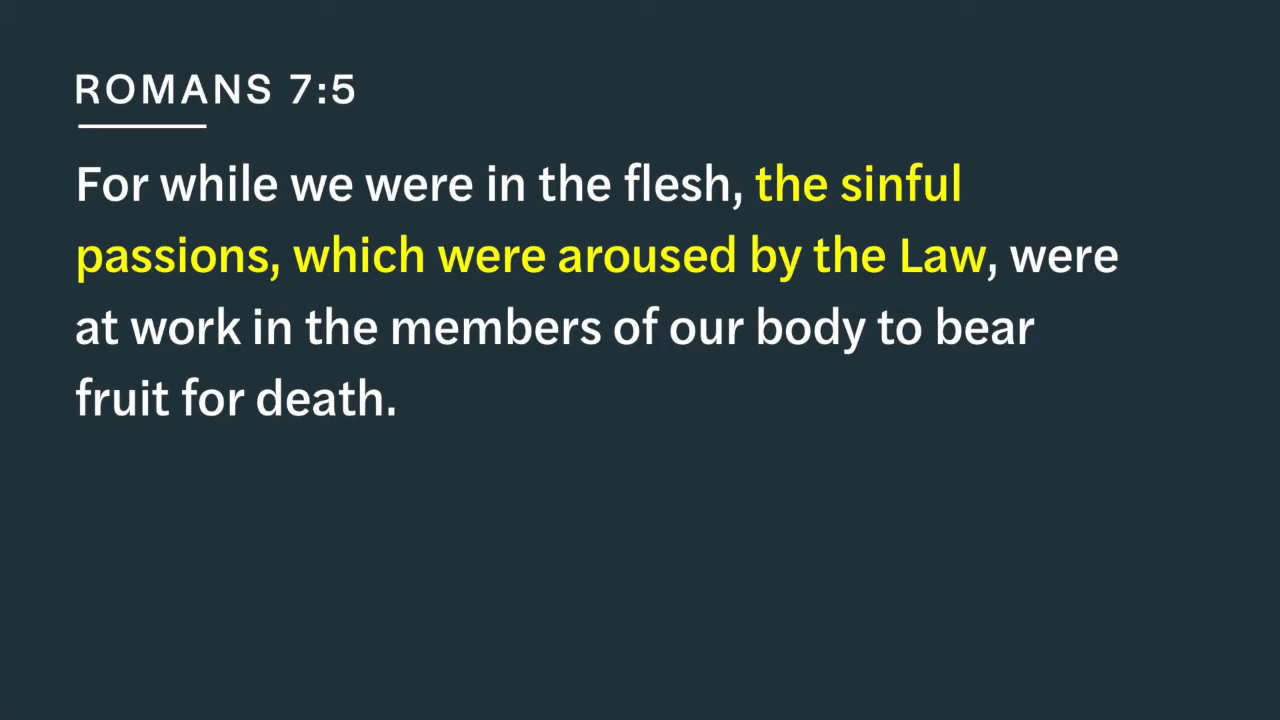 ROMANS 7:5
For while we were in the flesh, the sinful
passions, which were aroused by the Law, were
at work in the members of our body to bear
fruit for death.